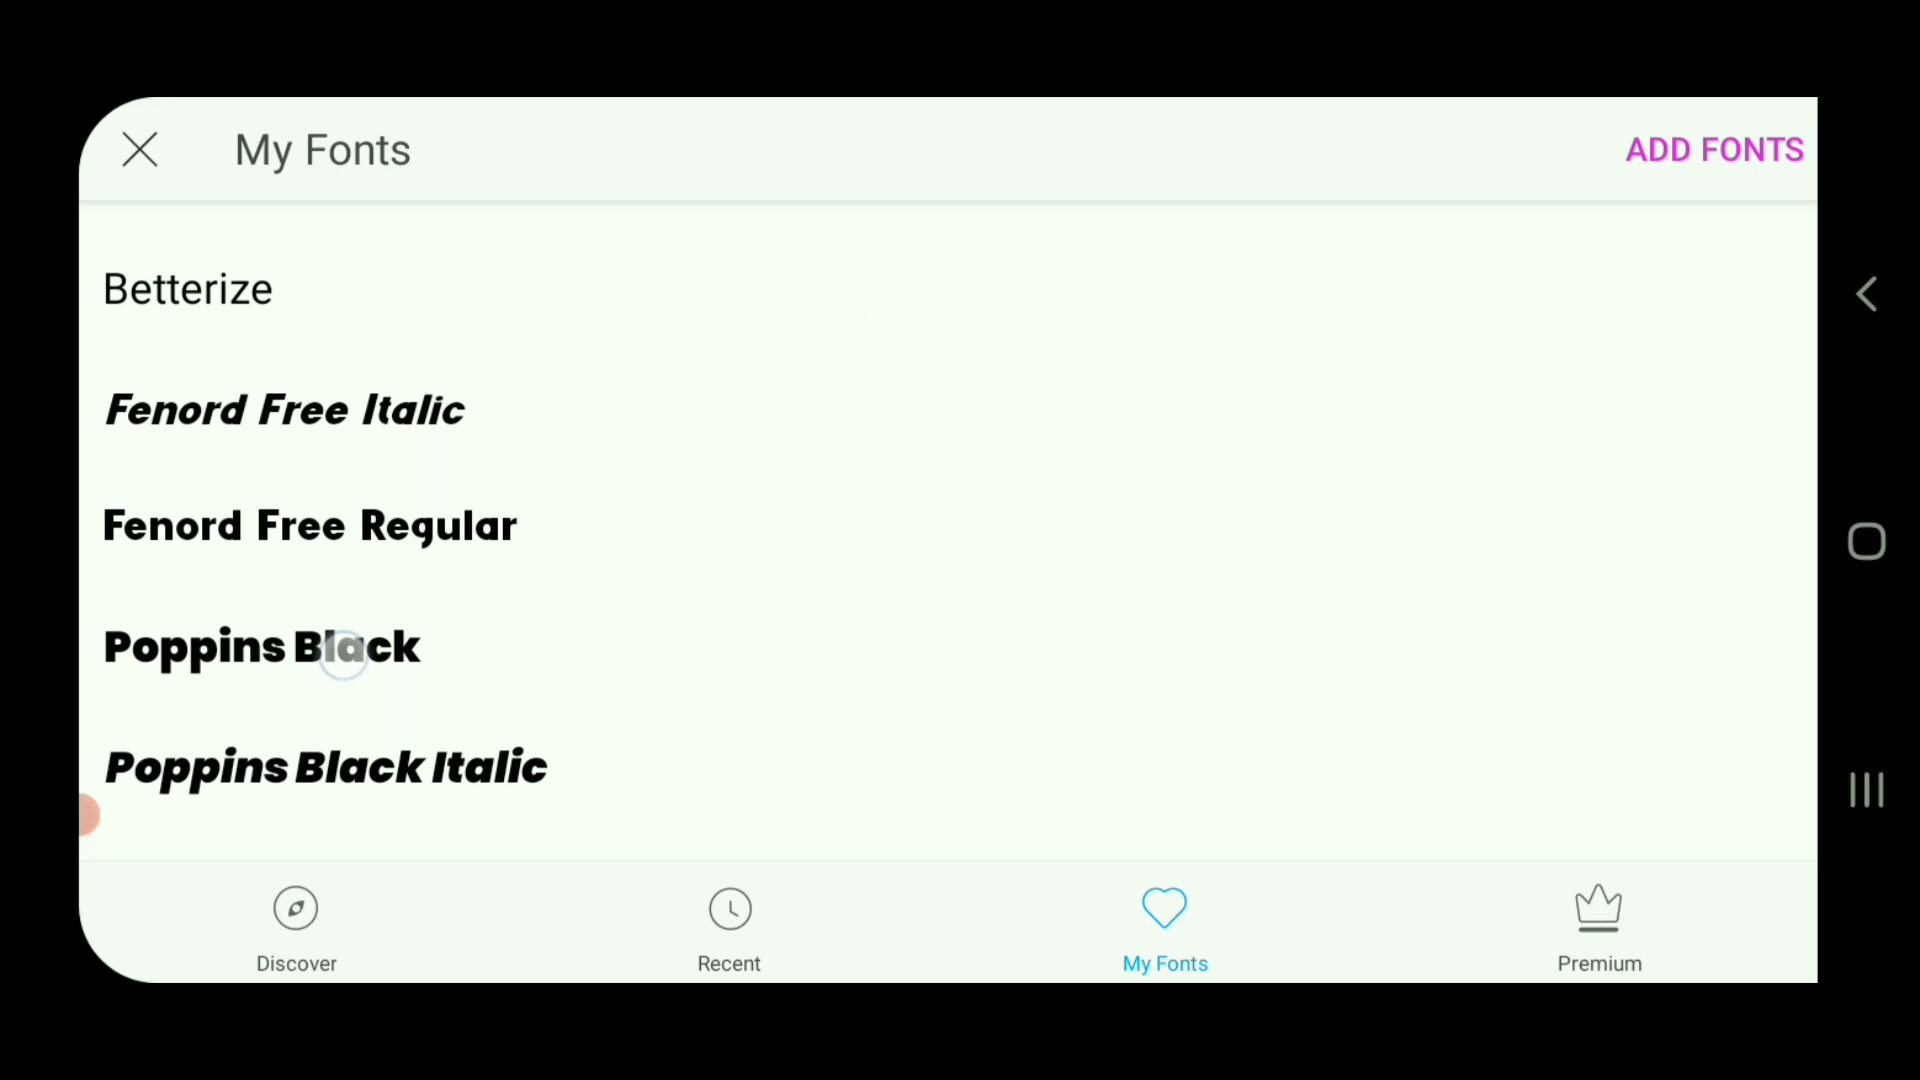 My Fonts
ADD FONTS
Betterize
Fenord Free Italic
Fenord Free Regular
Poppins Black
Poppins Black Italic
Discover
Recent
My Fonts
Premium